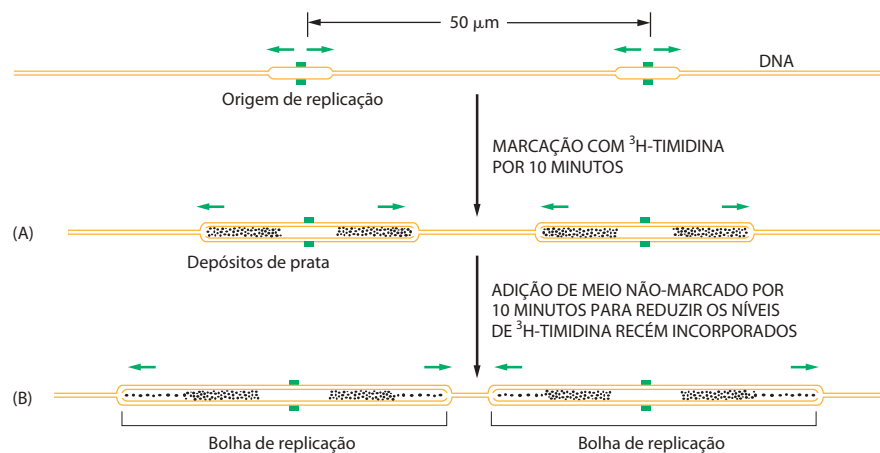 50 µm
DNA
Origem de replicação
MARCAÇÃO COM ³H-TIMIDINA
POR 10 MINUTOS
(A)
Depósitos de prata
ADIÇÃO DE MEIO NÃO-MARCADO POR
10 MINUTOS PARA REDUZIR OS NÍVEIS
DE ³H-TIMIDINA RECÉM INCORPORADOS
(B)
Bolha de replicação
Bolha de replicação